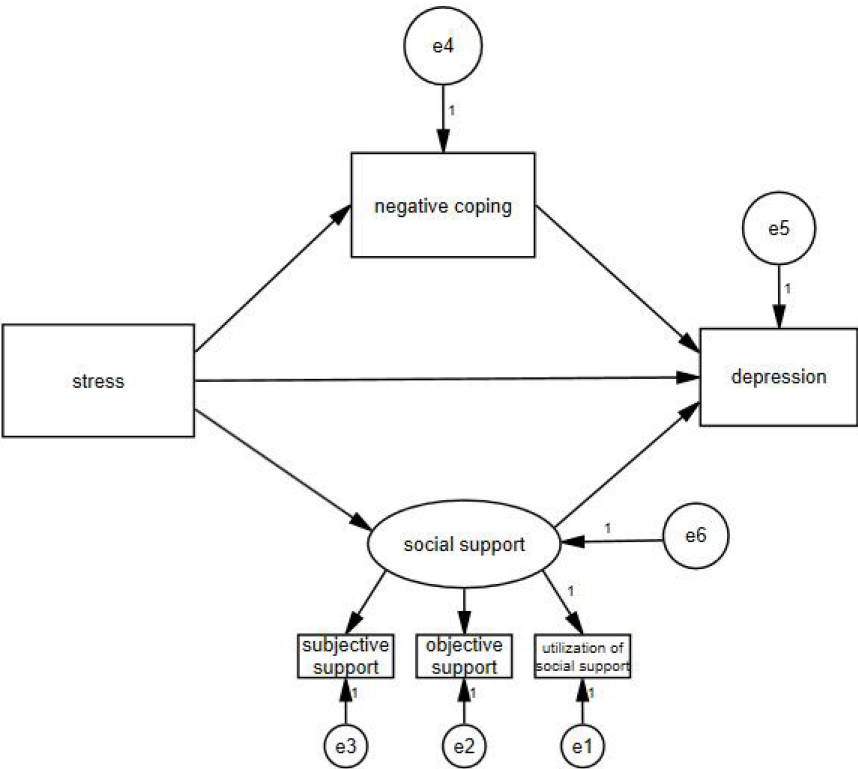 e4
1
negative coping
e5
1
stress
depression
social support
1
e6
1
subjective
support
objective
support
utilization of
social support
1
1
1
e3
e2
e1